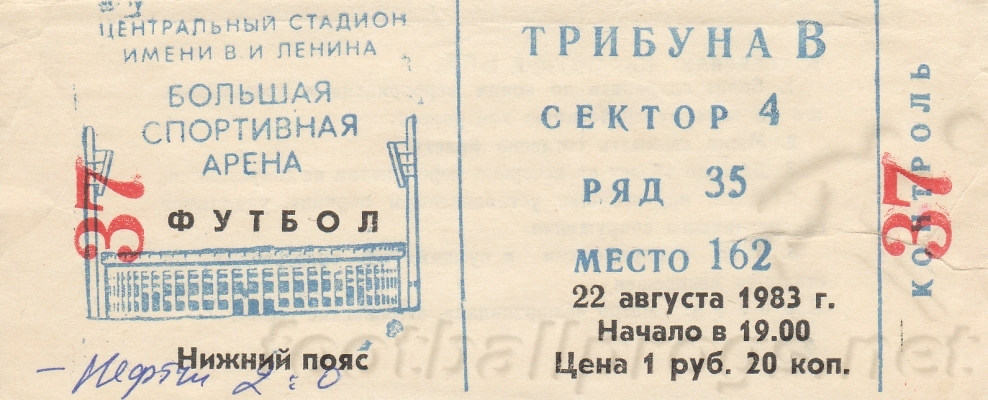 ЦЕНТРАЛЬНЫЙ СТАДИОН
ИМЕНИ В И ЛЕНИНА
БОЛЬШАЯ
СПОРТИВНАЯ
АРЕНА
37
ФУТБОЛ
Нижний пояс
– Нефтчи 2:0
ТРИБУНА В
СЕКТОР 4
РЯД 35
МЕСТО 162
22 августа 1983 г.
Начало в 19.00
Цена 1 руб. 20 коп.
37
КОНТРОЛЬ